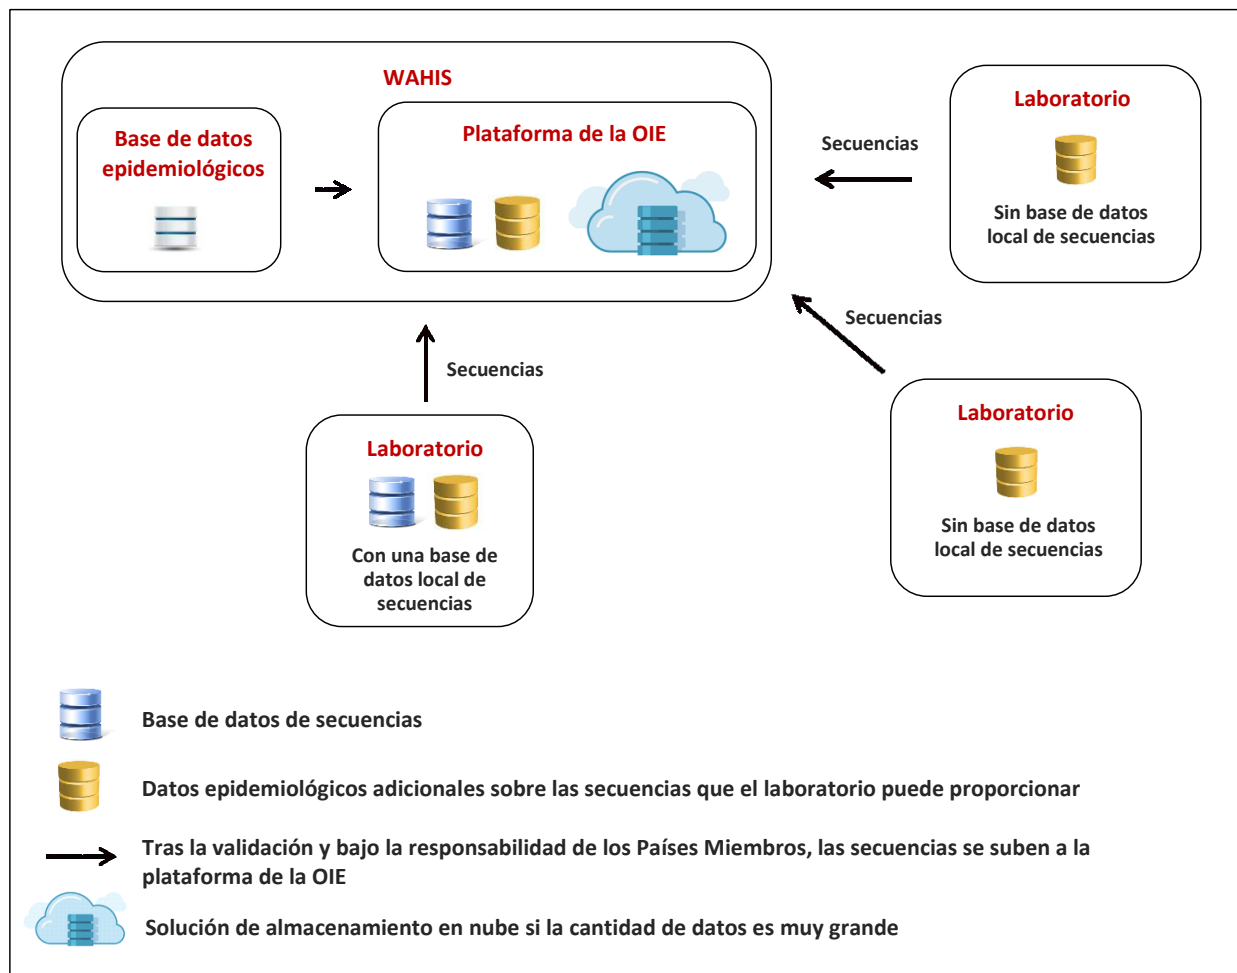 WAHIS
Base de datos
epidemiológicos
Plataforma de la OIE
Secuencias
Laboratorio
Sin base de datos
local de secuencias
Secuencias
Laboratorio
Sin base de datos
local de secuencias
Secuencias
Laboratorio
Con una base de
datos local de
secuencias
Base de datos de secuencias
Datos epidemiológicos adicionales sobre las secuencias que el laboratorio puede proporcionar
Tras la validación y bajo la responsabilidad de los Países Miembros, las secuencias se suben a la
plataforma de la OIE
Solución de almacenamiento en nube si la cantidad de datos es muy grande